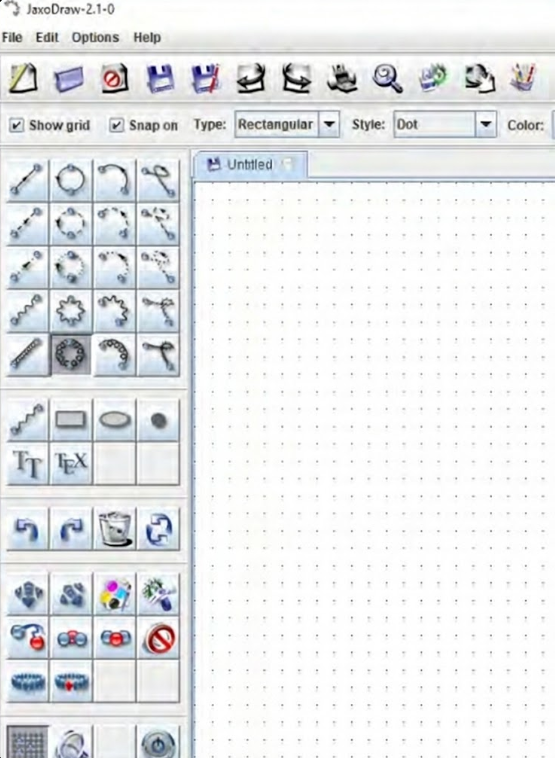 JaxoDraw-2.1-0
File Edit Options Help
Show grid Snap on Type: Rectangular Style: Dot Color:
Untitled
TT TEX